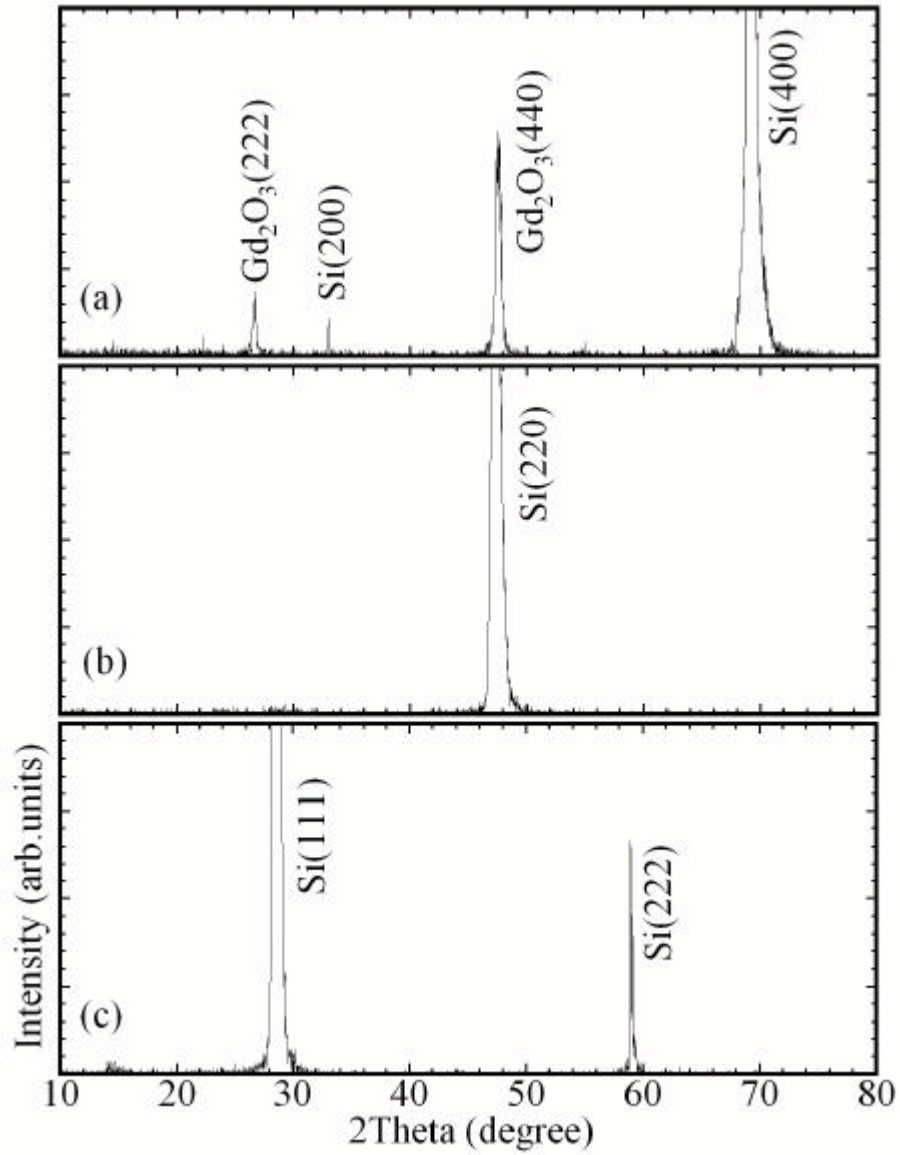 Gd₂O₃(222)
Si(200)
Gd₂O₃(440)
Si(400)
(a)
Si(220)
(b)
Si(111)
Si(222)
(c)
Intensity (arb.units)
10 20 30 40 50 60 70 80
2Theta (degree)